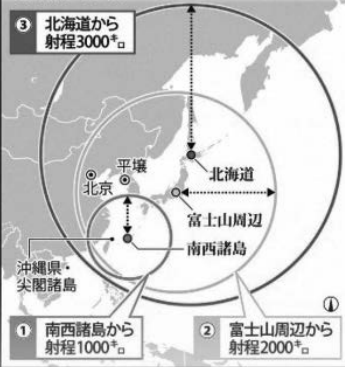 ③ 北海道から
射程3000㌔
平壌
北京
北海道
富士山周辺
南西諸島
沖縄県・
尖閣諸島
① 南西諸島から
射程1000㌔
② 富士山周辺から
射程2000㌔